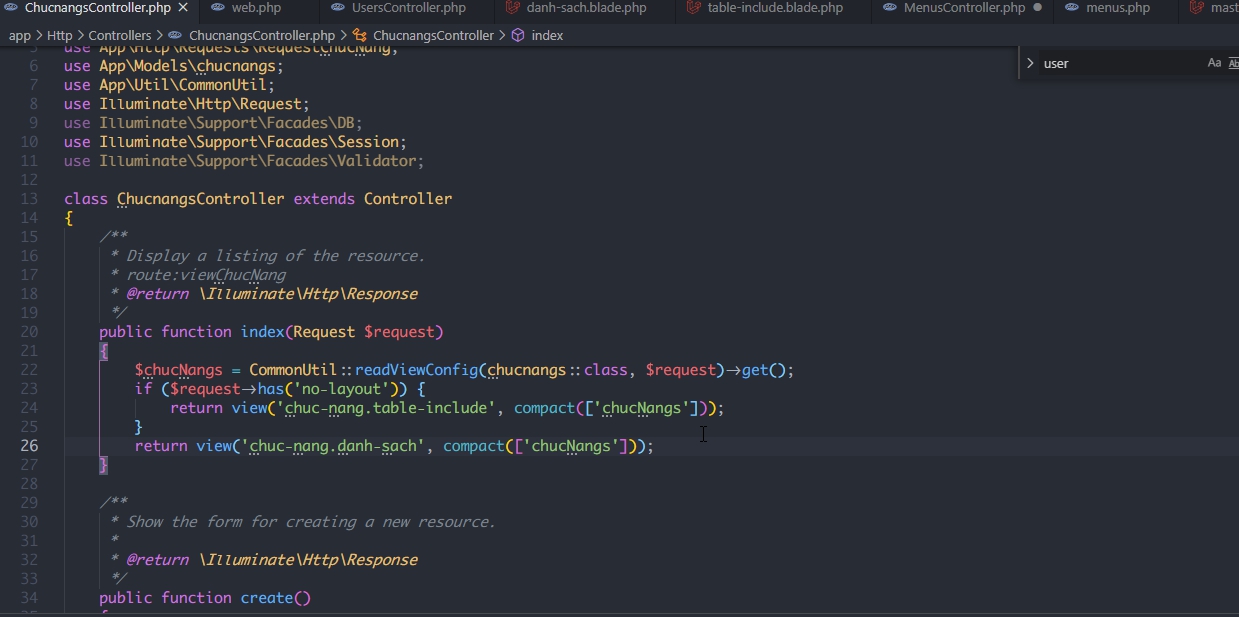 ChucnangsController.php ✕ web.php UsersController.php danh-sach.blade.php table-include.blade.php MenusController.php ● menus.php mast
app > Http > Controllers > ChucnangsController.php > ChucnangsController > index
5 use App\Http\Requests\RequestChucNang;
> user Aa Ab
6 use App\Models\chucnangs;
7 use App\Util\CommonUtil;
8 use Illuminate\Http\Request;
9 use Illuminate\Support\Facades\DB;
10 use Illuminate\Support\Facades\Session;
11 use Illuminate\Support\Facades\Validator;
12
13 class ChucnangsController extends Controller
14 {
15 /**
16 * Display a listing of the resource.
17 * route:viewChucNang
18 * @return \Illuminate\Http\Response
19 */
20 public function index(Request $request)
21 {
22 $chucNangs = CommonUtil::readViewConfig(chucnangs::class, $request)->get();
23 if ($request->has('no-layout')) {
24 return view('chuc-nang.table-include', compact(['chucNangs']));
25 }
26 return view('chuc-nang.danh-sach', compact(['chucNangs']));
27 }
28
29 /**
30 * Show the form for creating a new resource.
31 *
32 * @return \Illuminate\Http\Response
33 */
34 public function create()
35 {